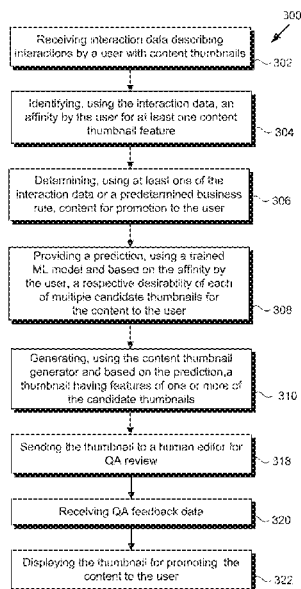 300
Receiving interaction data describing
interactions by a user with content thumbnails
302
Identifying, using the interaction data, an
affinity by the user for at least one content
thumbnail feature
304
Determining, using at least one of the
interaction data or a predetermined business
rule, content for promotion to the user
306
Providing a prediction, using a trained
ML model and based on the affinity by
the user, a respective desirability of each
of multiple candidate thumbnails for
the content to the user
308
Generating, using the content thumbnail
generator and based on the prediction,a
thumbnail having features of one or more of
the candidate thumbnails
310
Sending the thumbnail to a human editor for
QA review
318
Receiving QA feedback data
320
Displaying the thumbnail for promoting the
content to the user
322